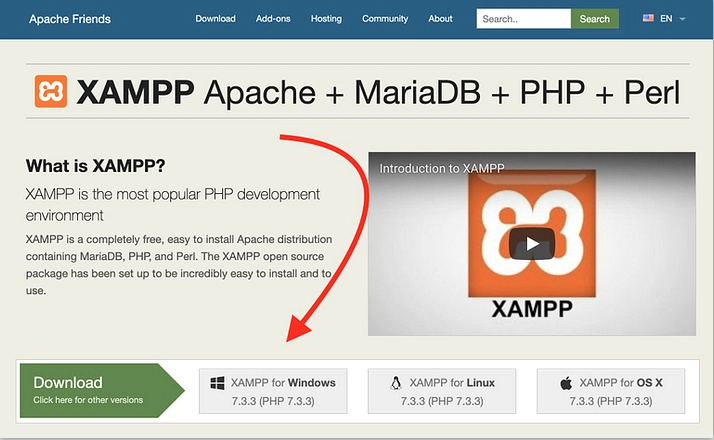 Apache Friends
Download Add-ons Hosting Community About
Search..
Search
EN
XAMPP Apache + MariaDB + PHP + Perl
What is XAMPP?
XAMPP is the most popular PHP development
environment
XAMPP is a completely free, easy to install Apache distribution
containing MariaDB, PHP, and Perl. The XAMPP open source
package has been set up to be incredibly easy to install and to
use.
Introduction to XAMPP
XAMPP
Download
Click here for other versions
XAMPP for Windows
7.3.3 (PHP 7.3.3)
XAMPP for Linux
7.3.3 (PHP 7.3.3)
XAMPP for OS X
7.3.3 (PHP 7.3.3)